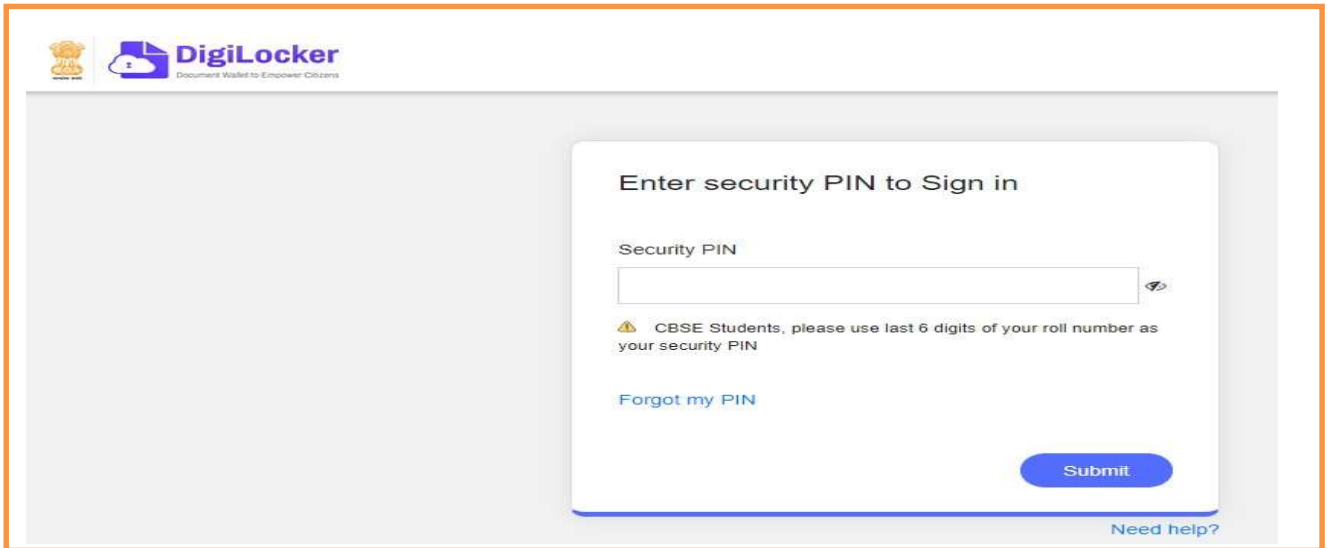 DigiLocker
Document Wallet to Empower Citizens
Enter security PIN to Sign in
Security PIN
CBSE Students, please use last 6 digits of your roll number as
your security PIN
Forgot my PIN
Submit
Need help?